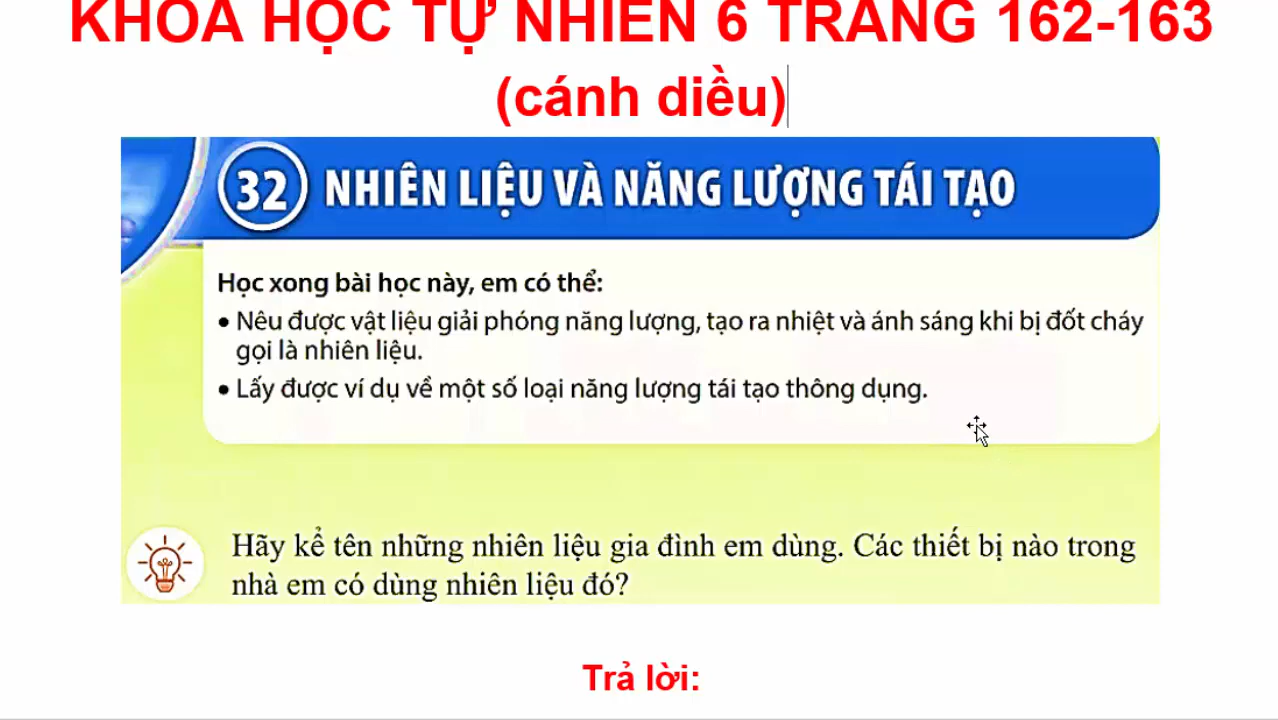 KHOA HỌC TỰ NHIÊN 6 TRANG 162-163
(cánh diều)
32 NHIÊN LIỆU VÀ NĂNG LƯỢNG TÁI TẠO
Học xong bài học này, em có thể:
• Nêu được vật liệu giải phóng năng lượng, tạo ra nhiệt và ánh sáng khi bị đốt cháy
gọi là nhiên liệu.
• Lấy được ví dụ về một số loại năng lượng tái tạo thông dụng.
Hãy kể tên những nhiên liệu gia đình em dùng. Các thiết bị nào trong
nhà em có dùng nhiên liệu đó?
Trả lời: